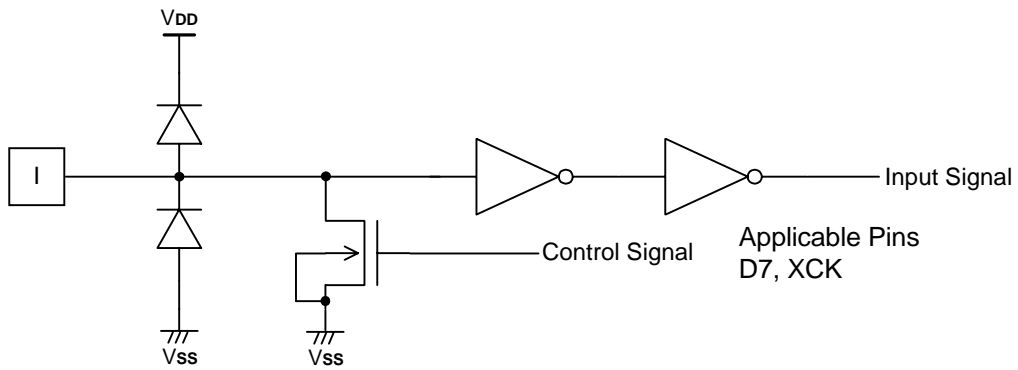 VDD
I
Input Signal
Control Signal
Applicable Pins
D7, XCK
VSS
VSS